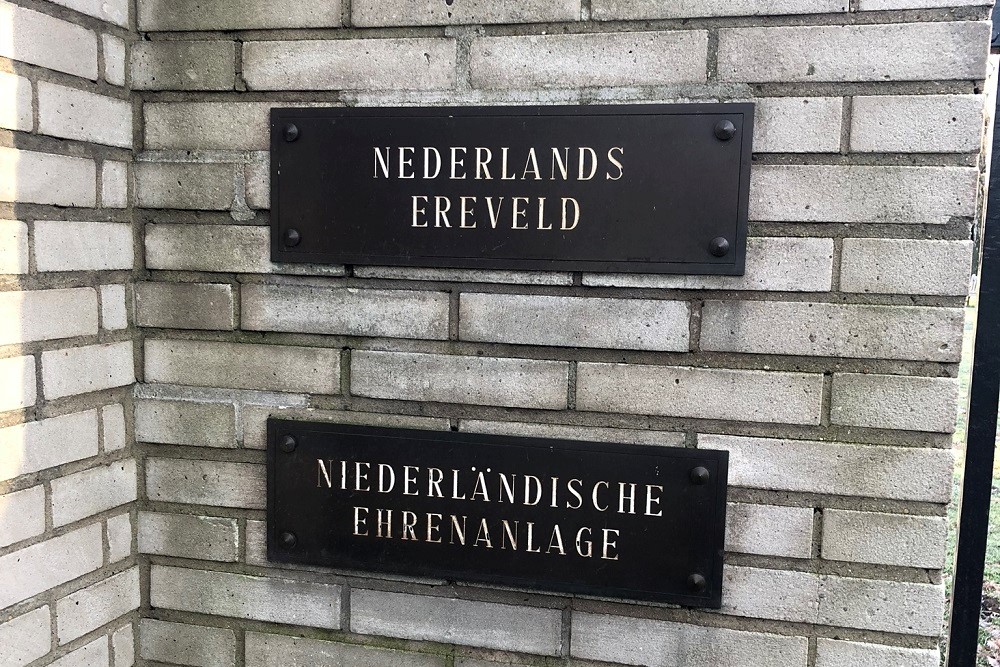 NEDERLANDS
EREVELD
NIEDERLÄNDISCHE
EHRENANLAGE